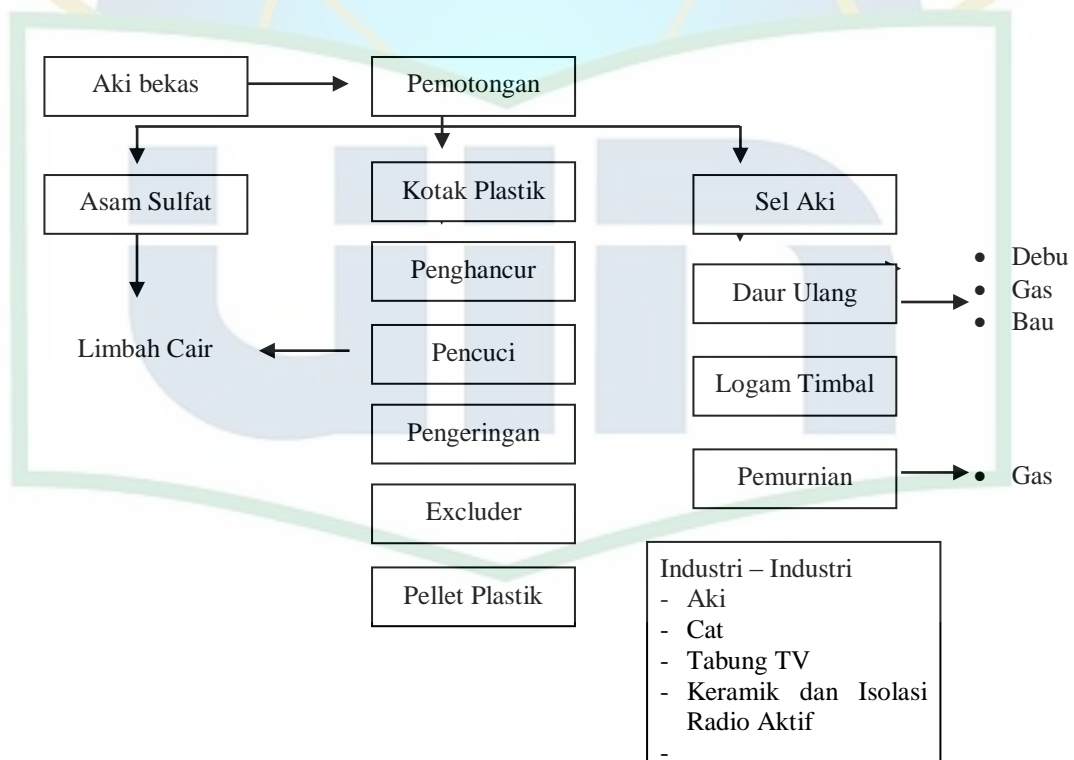 Aki bekas
Pemotongan
Asam Sulfat
Kotak Plastik
Sel Aki
Penghancur
Daur Ulang
• Debu
• Gas
• Bau
Limbah Cair
Pencuci
Logam Timbal
Pengeringan
Pemurnian
• Gas
Excluder
Pellet Plastik
Industri – Industri
- Aki
- Cat
- Tabung TV
- Keramik dan Isolasi
Radio Aktif
-
uin